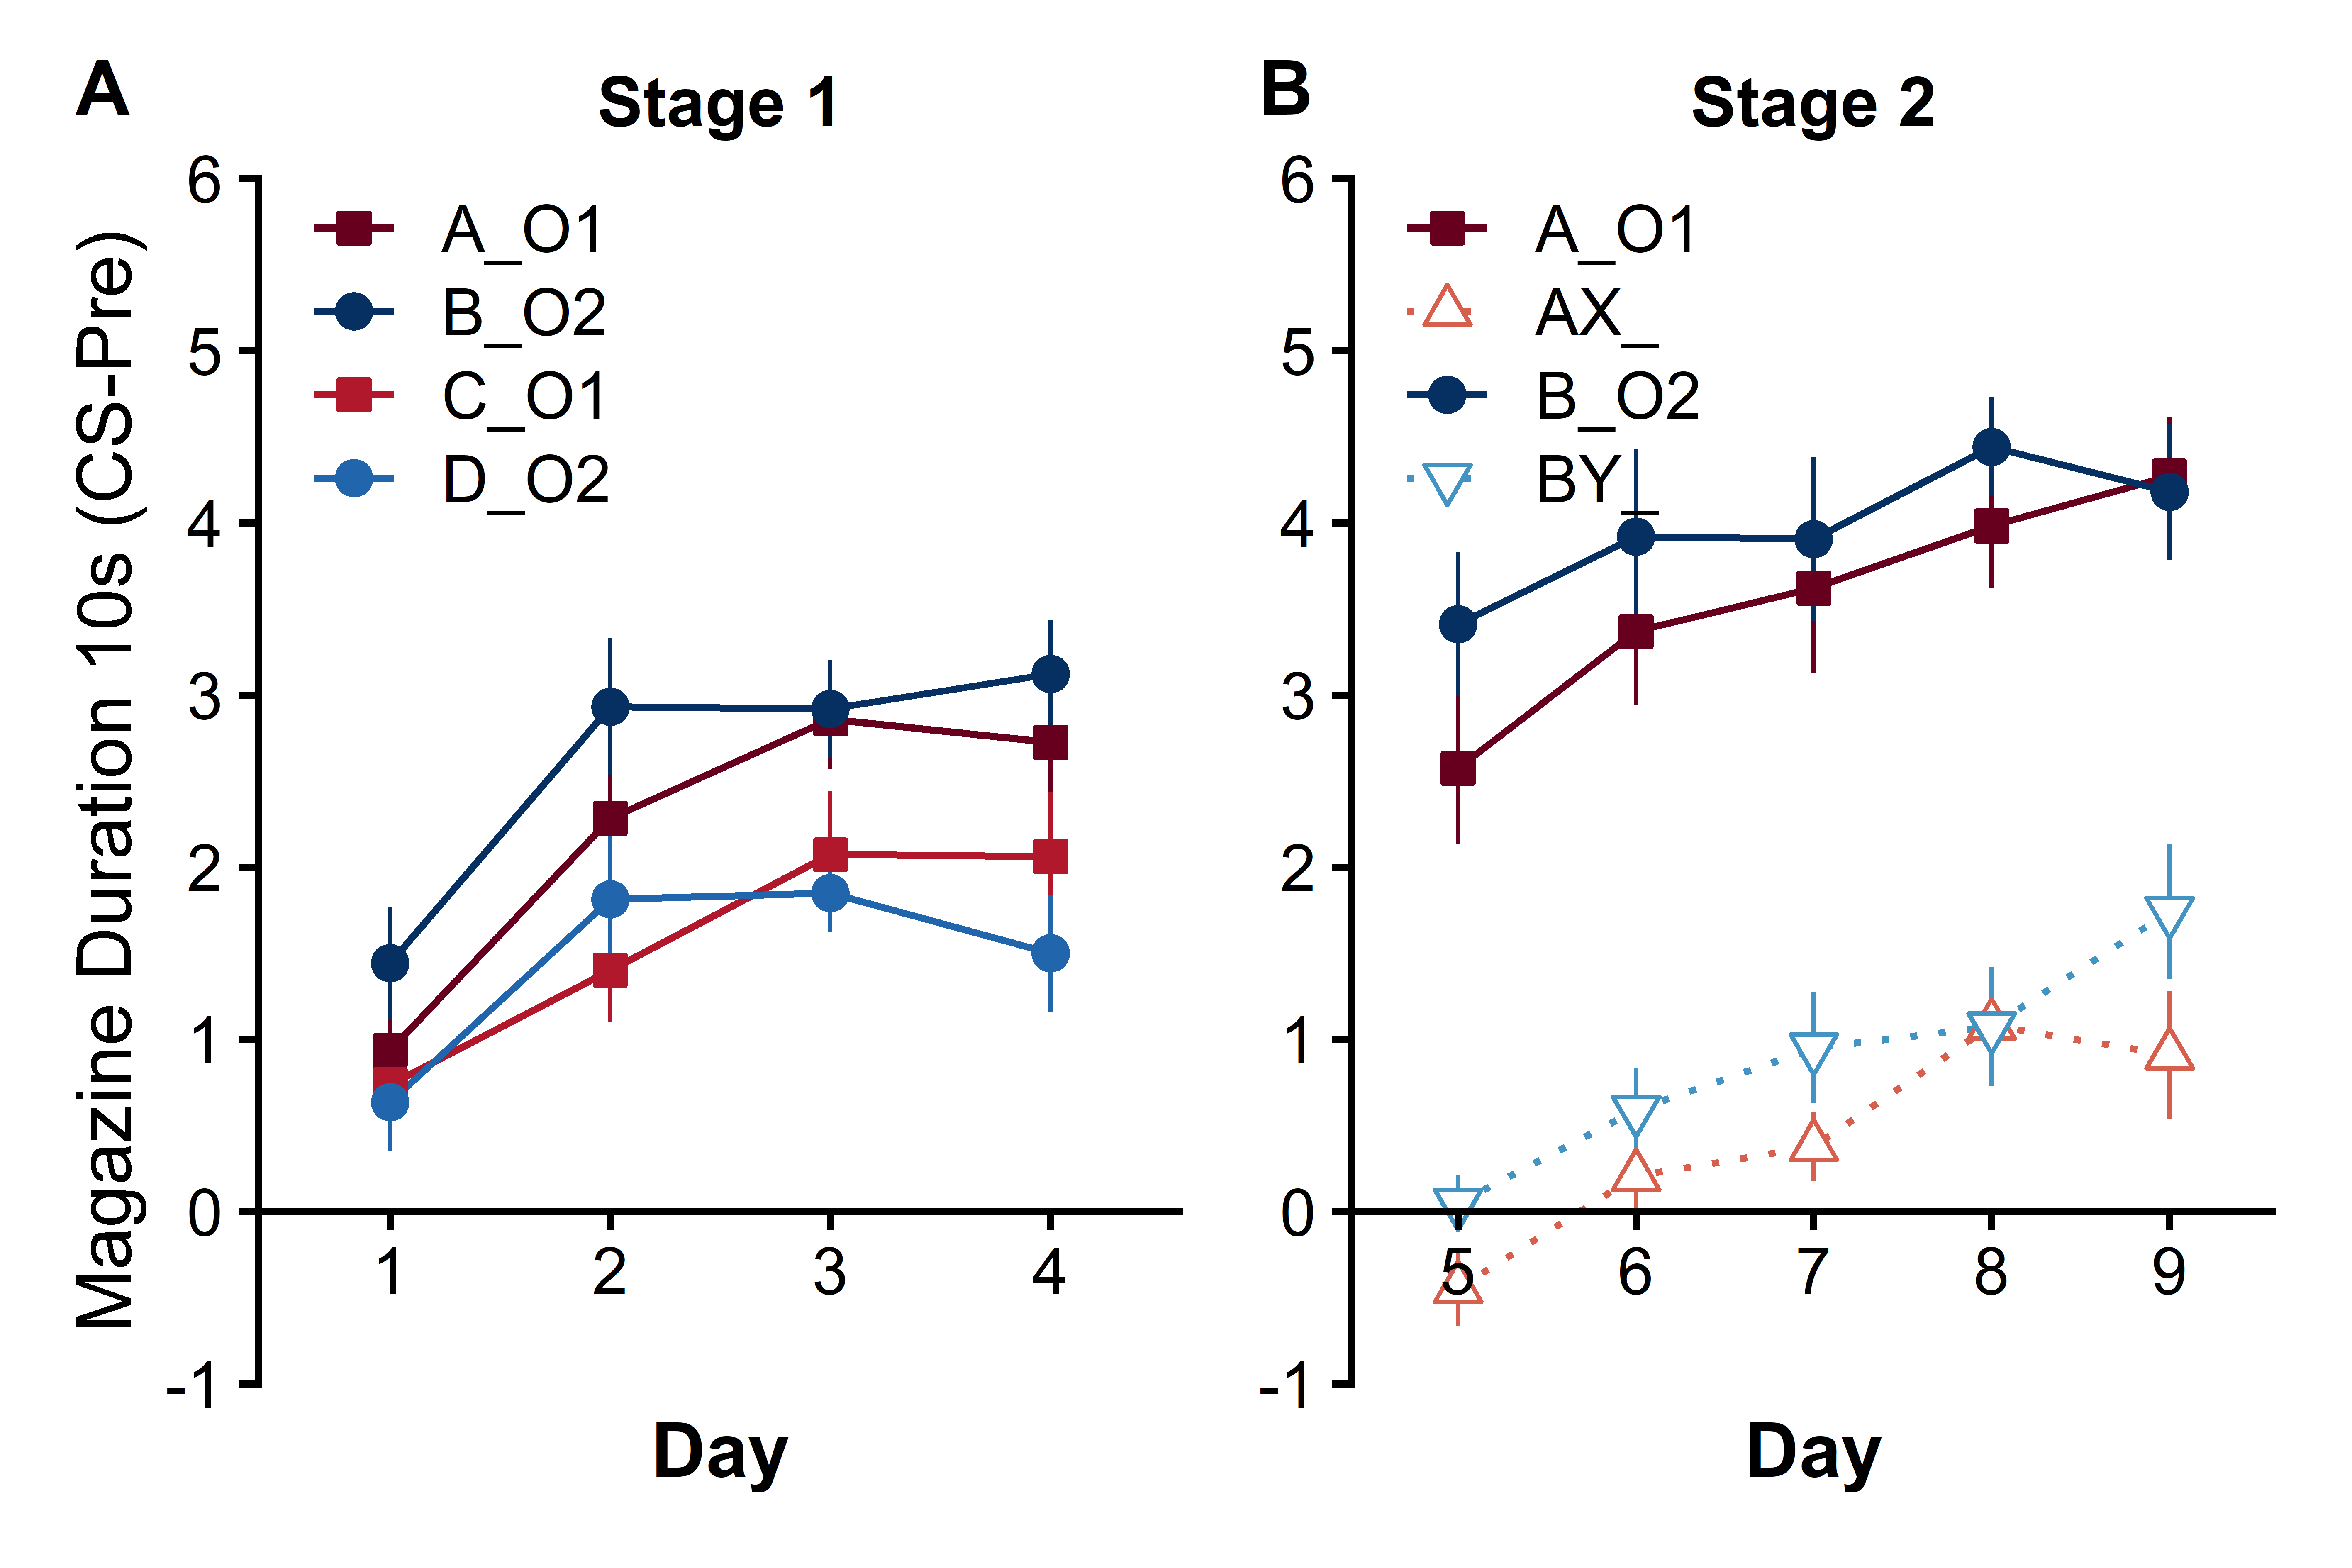 A
Stage 1
Magazine Duration 10s (CS-Pre)
6
5
4
3
2
1
0
-1
A_O1
B_O2
C_O1
D_O2
1 2 3 4
Day
B
Stage 2
6
5
4
3
2
1
0
-1
A_O1
AX_
B_O2
BY_
5 6 7 8 9
Day